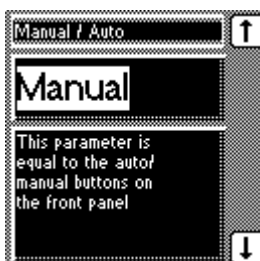 Manual / Auto
Manual
This parameter is
equal to the auto/
manual buttons on
the front panel